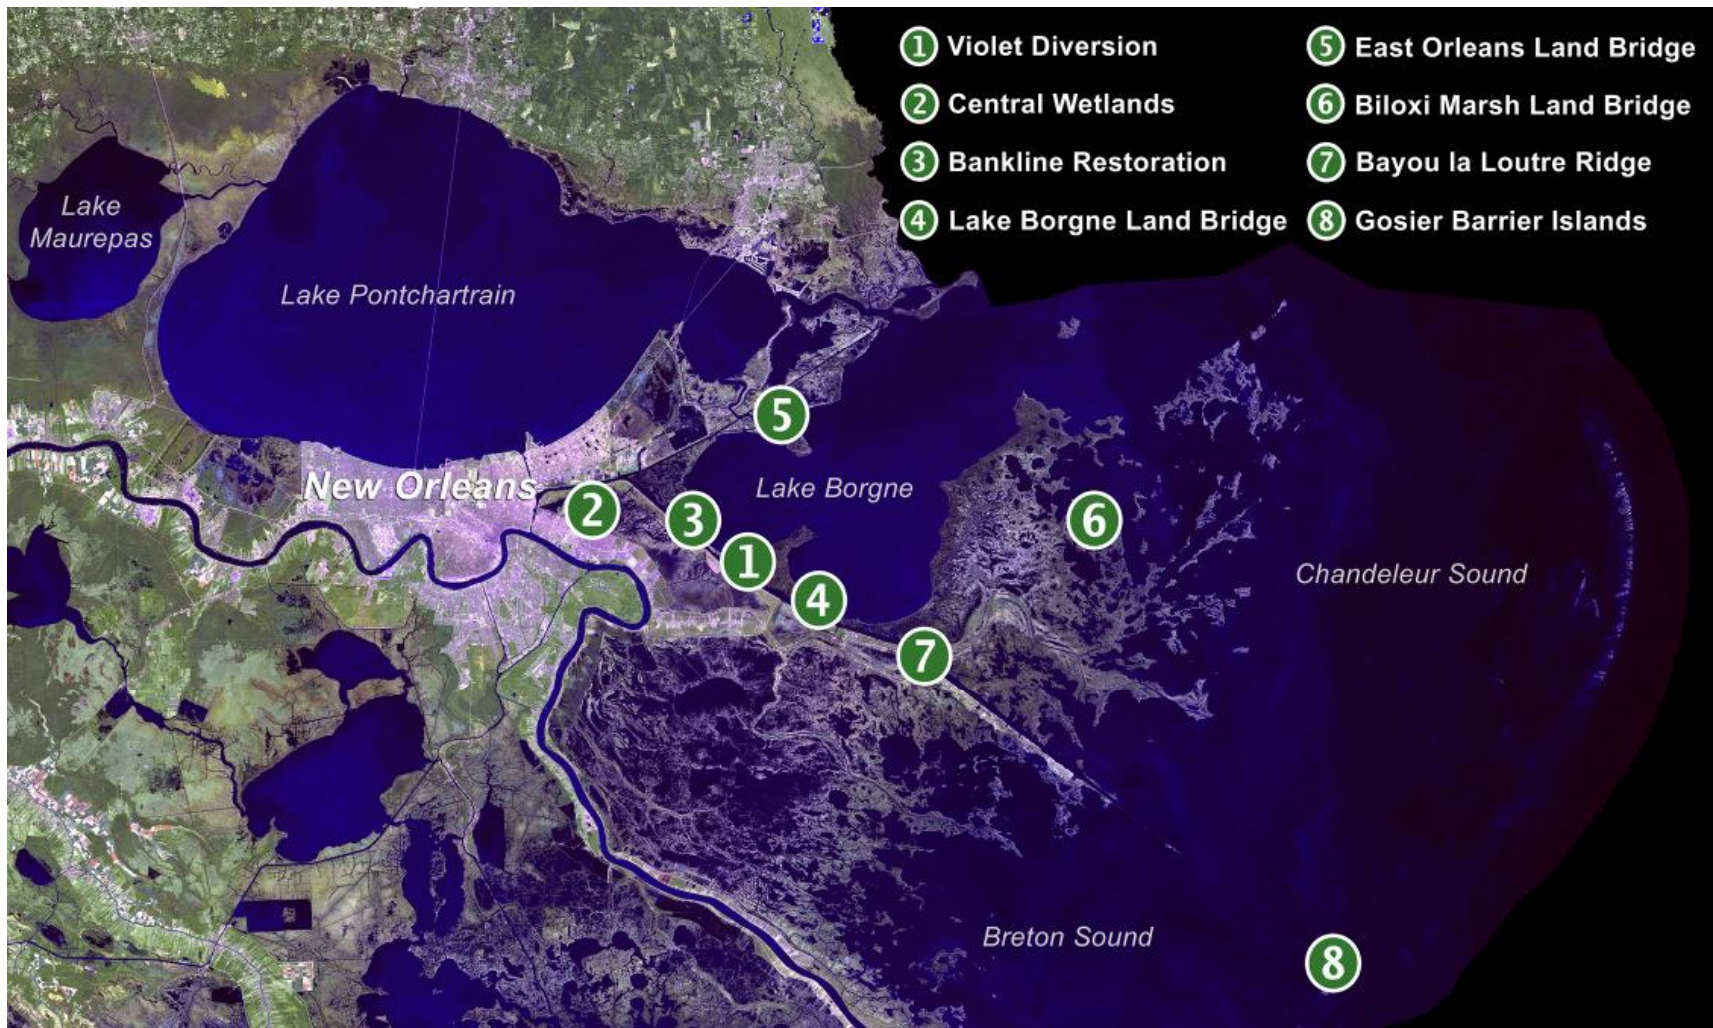 1 Violet Diversion
2 Central Wetlands
3 Bankline Restoration
4 Lake Borgne Land Bridge
5 East Orleans Land Bridge
6 Biloxi Marsh Land Bridge
7 Bayou la Loutre Ridge
8 Gosier Barrier Islands
Lake
Maurepas
Lake Pontchartrain
5
New Orleans
Lake Borgne
2
3
6
1
Chandeleur Sound
4
7
Breton Sound
8